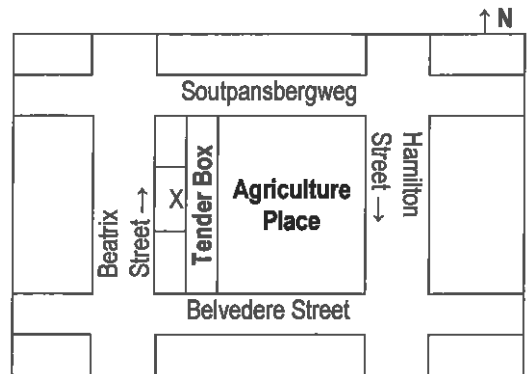 ↑ N
Soutpansbergweg
Beatrix
Street →
X
Tender Box
Agriculture
Place
Hamilton
Street →
Belvedere Street